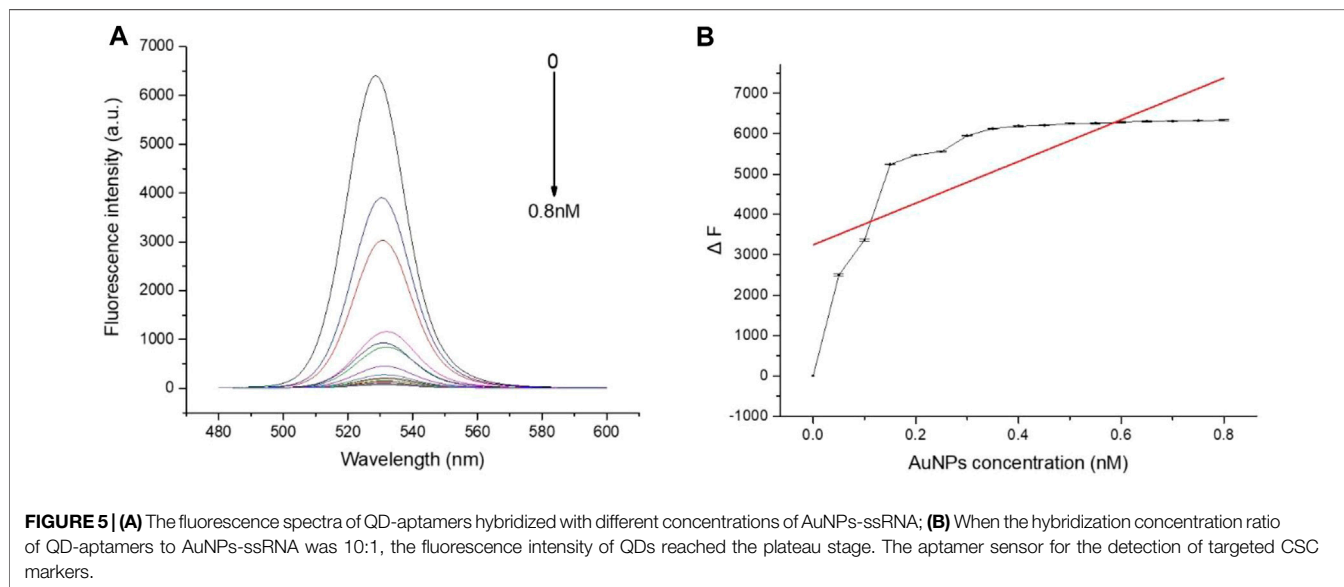 A
7000
6000
5000
4000
3000
2000
1000
0
Fluorescence intensity (a.u.)
0
0.8nM
480 500 520 540 560 580 600
Wavelength (nm)
B
7000
6000
5000
4000
3000
2000
1000
0
-1000
Δ F
0.0 0.2 0.4 0.6 0.8
AuNPs concentration (nM)
FIGURE 5 | (A) The fluorescence spectra of QD-aptamers hybridized with different concentrations of AuNPs-ssRNA; (B) When the hybridization concentration ratio
of QD-aptamers to AuNPs-ssRNA was 10:1, the fluorescence intensity of QDs reached the plateau stage. The aptamer sensor for the detection of targeted CSC
markers.